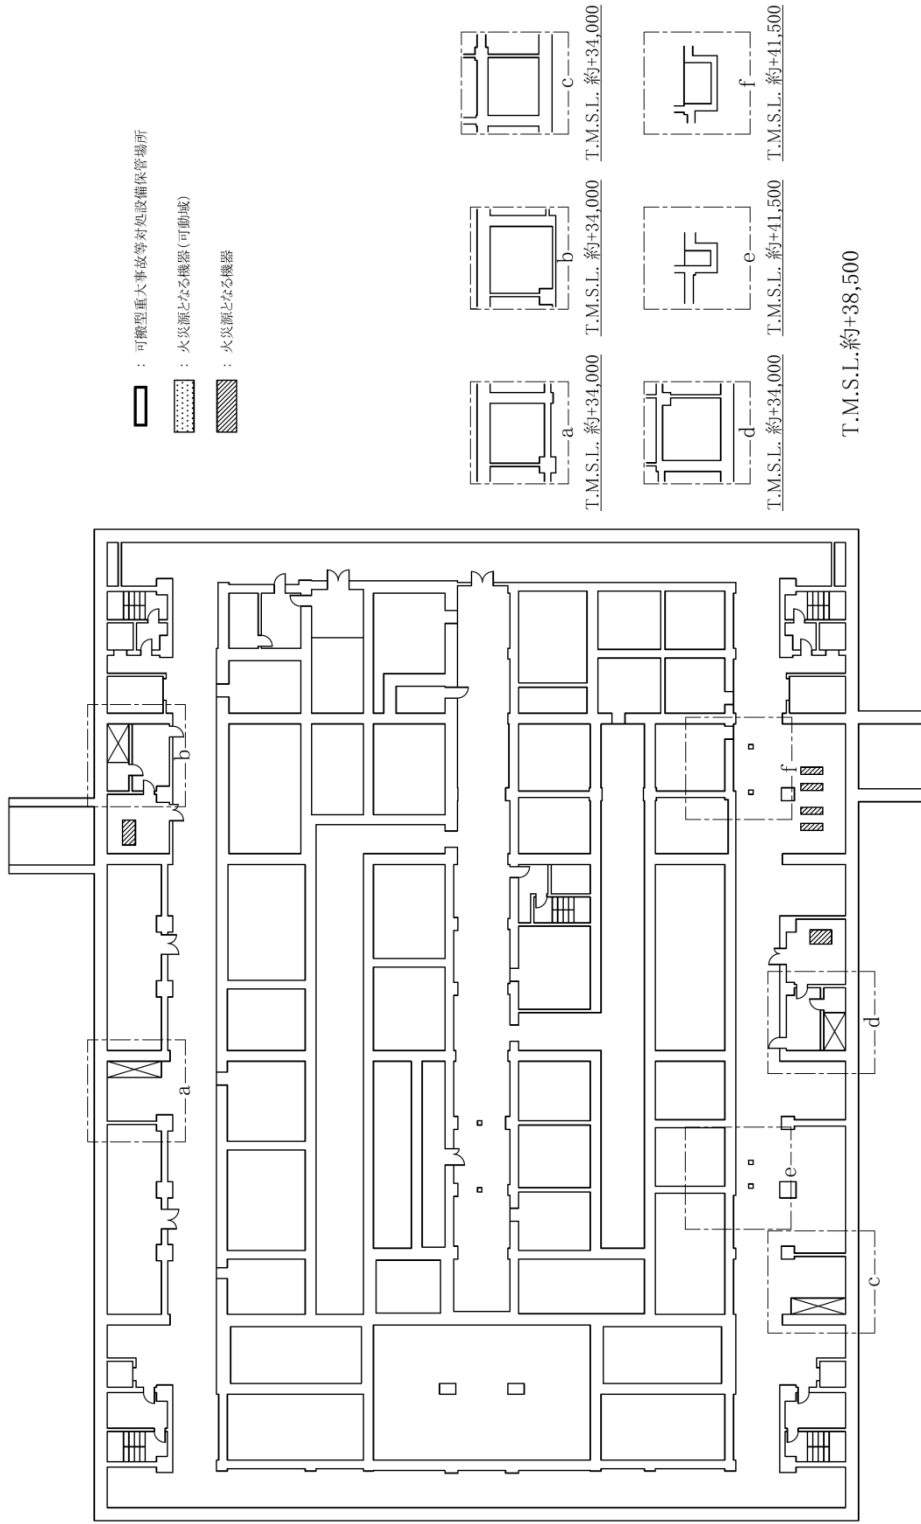 ： 可搬型重大事故等対処設備保管場所
： 火災源となる機器(可動域)
： 火災源となる機器
a
T.M.S.L. 約+34,000
b
T.M.S.L. 約+34,000
c
T.M.S.L. 約+34,000
d
T.M.S.L. 約+34,000
e
T.M.S.L. 約+41,500
f
T.M.S.L. 約+41,500
T.M.S.L.約+38,500
a
b
c
d
e
f